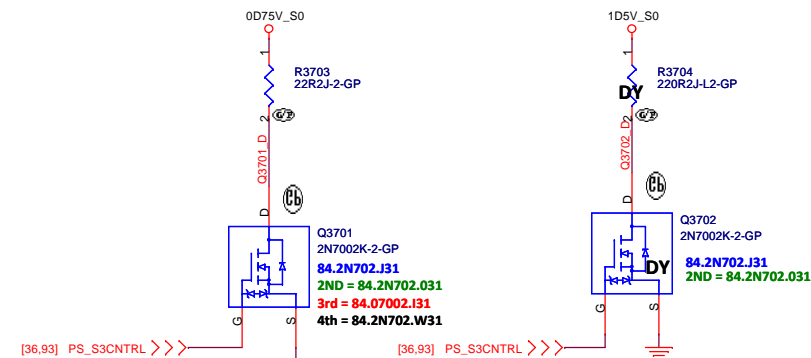 0D75V_S0
1
R3703
22R2J-2-GP
2
G/P
Q3701_D
D
Q3701
2N7002K-2-GP
84.2N702.J31
2ND = 84.2N702.031
3rd = 84.07002.I31
4th = 84.2N702.W31
G
S
[36,93] PS_S3CNTRL
1D5V_S0
1
R3704
220R2J-L2-GP
DY
2
G/P
Q3702_D
D
Q3702
2N7002K-2-GP
84.2N702.J31
DY
2ND = 84.2N702.031
G
S
[36,93] PS_S3CNTRL